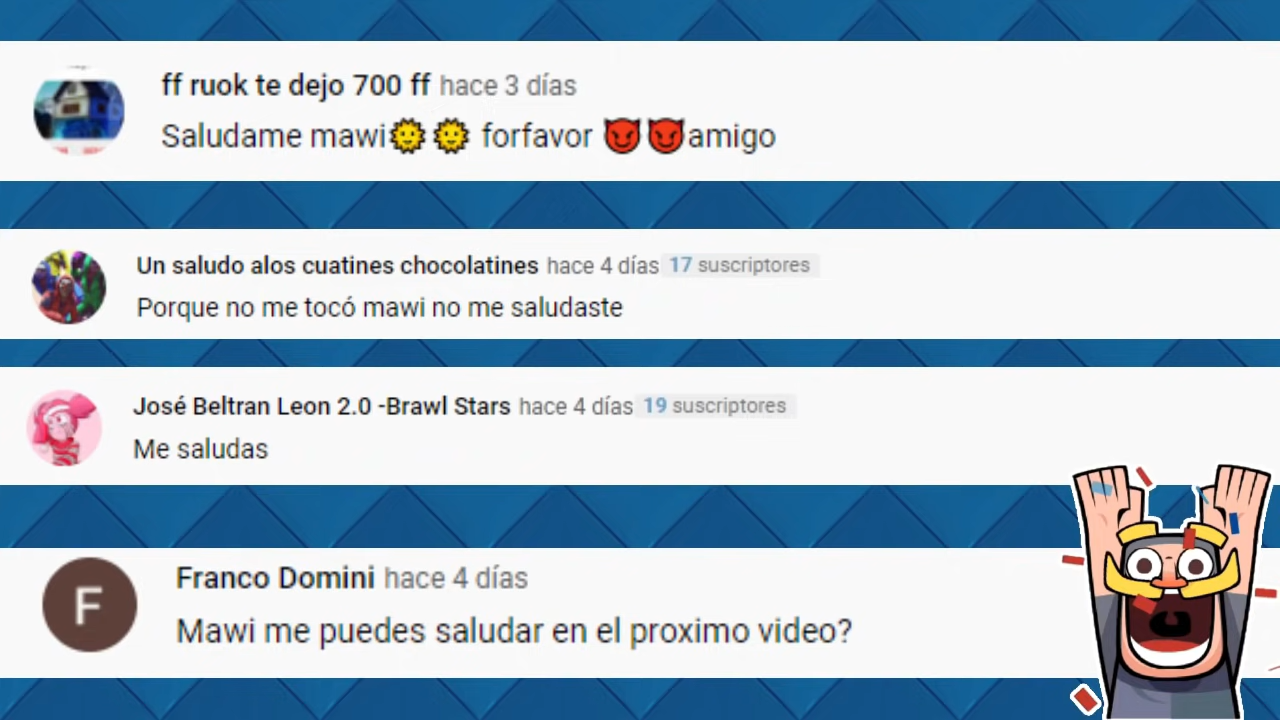 ff ruok te dejo 700 ff hace 3 días
Saludame mawi🌞🌞 forfavor 😈😈amigo
Un saludo alos cuatines chocolatines hace 4 días 17 suscriptores
Porque no me tocó mawi no me saludaste
José Beltran Leon 2.0 -Brawl Stars hace 4 días 19 suscriptores
Me saludas
F
Franco Domini hace 4 días
Mawi me puedes saludar en el proximo video?